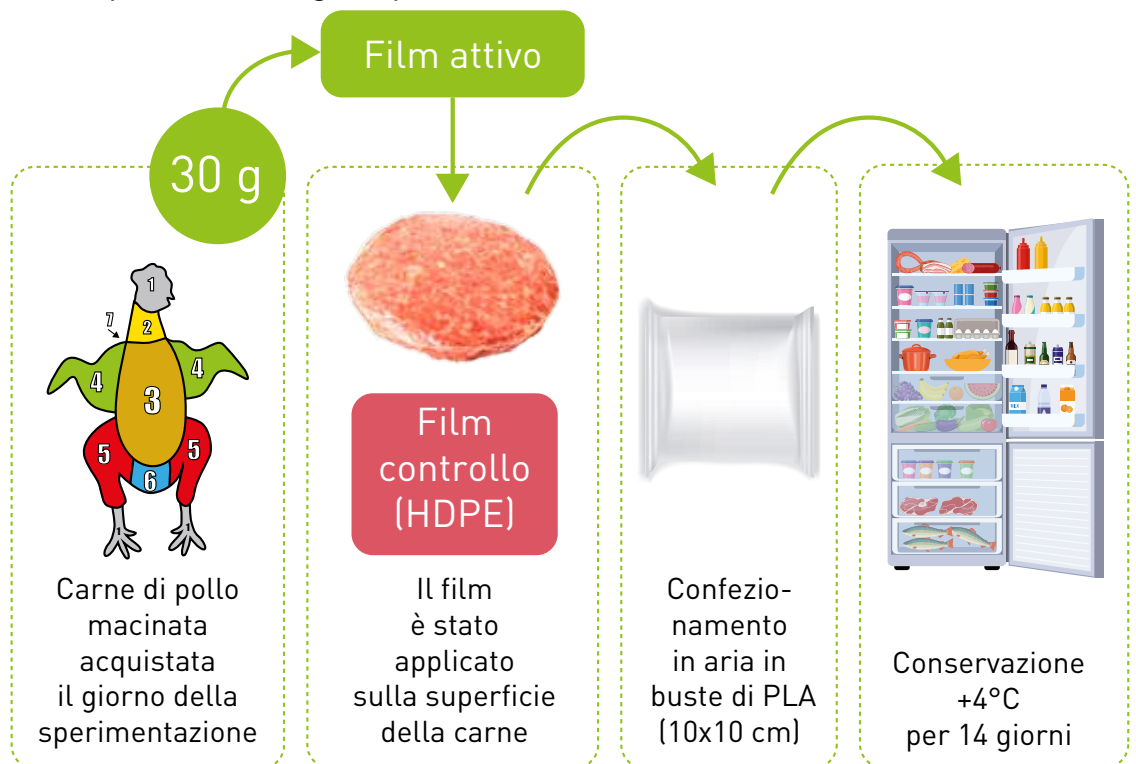 Film attivo
30 g
1
7
2
4
4
3
5
5
6
1
1
Film
controllo
(HDPE)
Carne di pollo
macinata
acquistata
il giorno della
sperimentazione
Il film
è stato
applicato
sulla superficie
della carne
Confezio-
namento
in aria in
buste di PLA
(10x10 cm)
Conservazione
+4°C
per 14 giorni